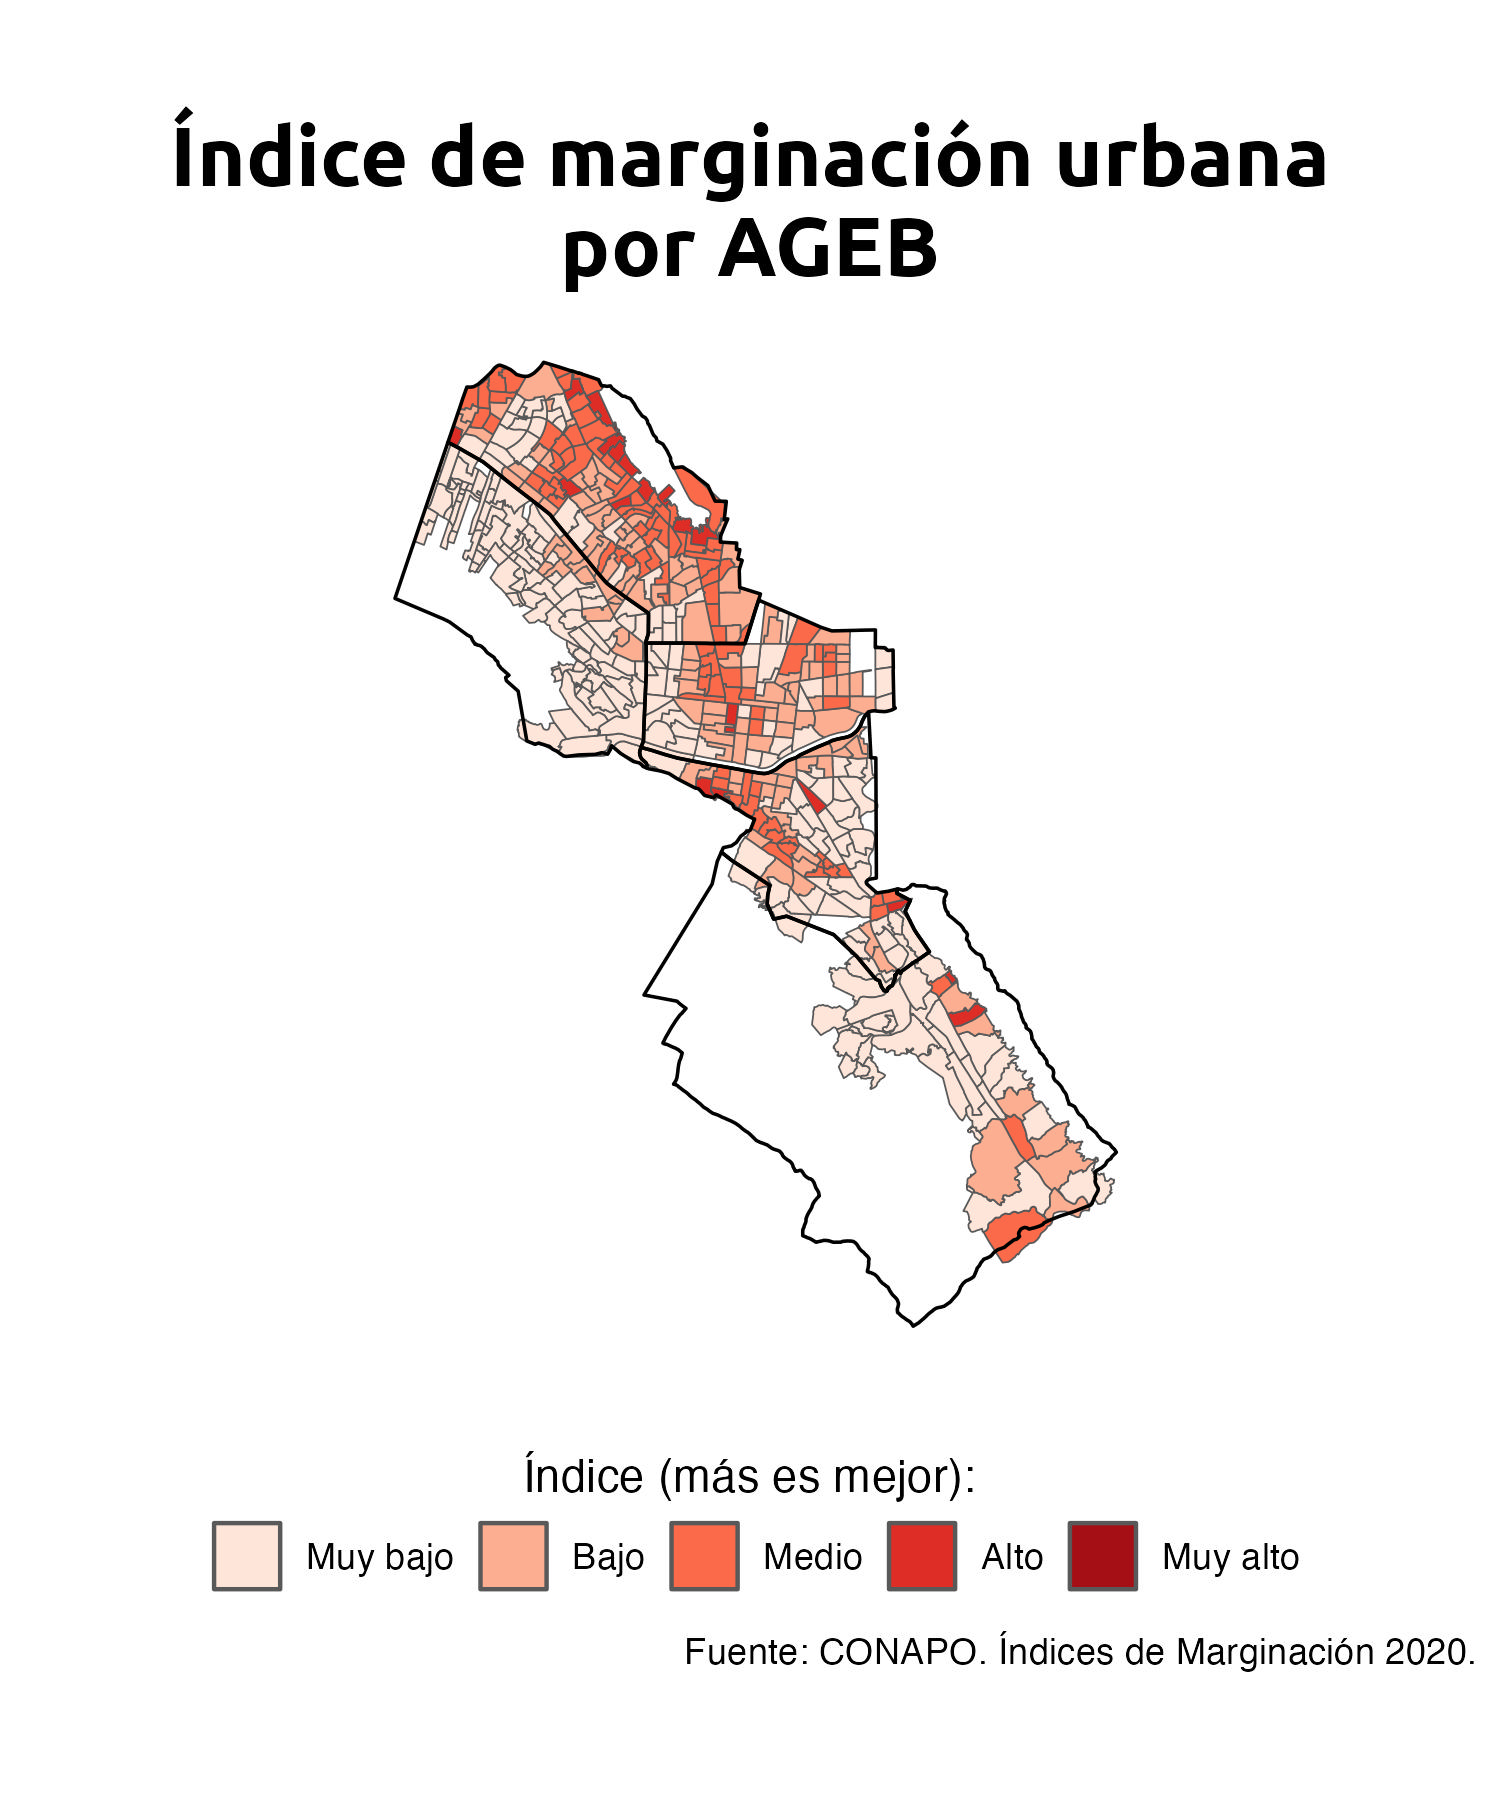 Índice de marginación urbana
por AGEB
Índice (más es mejor):
Muy bajo Bajo Medio Alto Muy alto
Fuente: CONAPO. Índices de Marginación 2020.